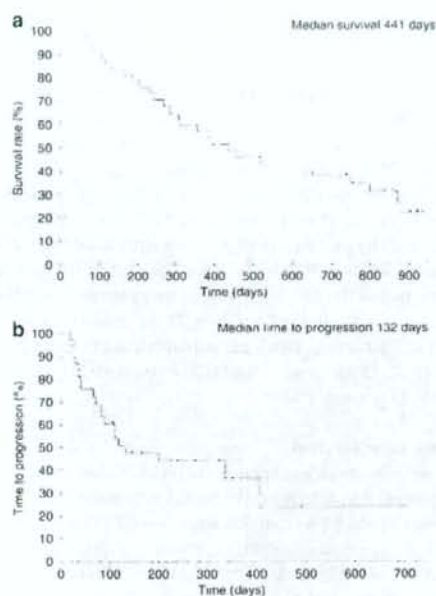 a
Median survival 441 days
100
90
80
70
60
50
40
30
20
10
0
Survival rate (%)
0 100 200 300 400 500 600 700 800 900
Time (days)
b
Median time to progression 132 days
100
90
80
70
60
50
40
30
20
10
0
Time to progression (%)
0 100 200 300 400 500 600 700
Time (days)